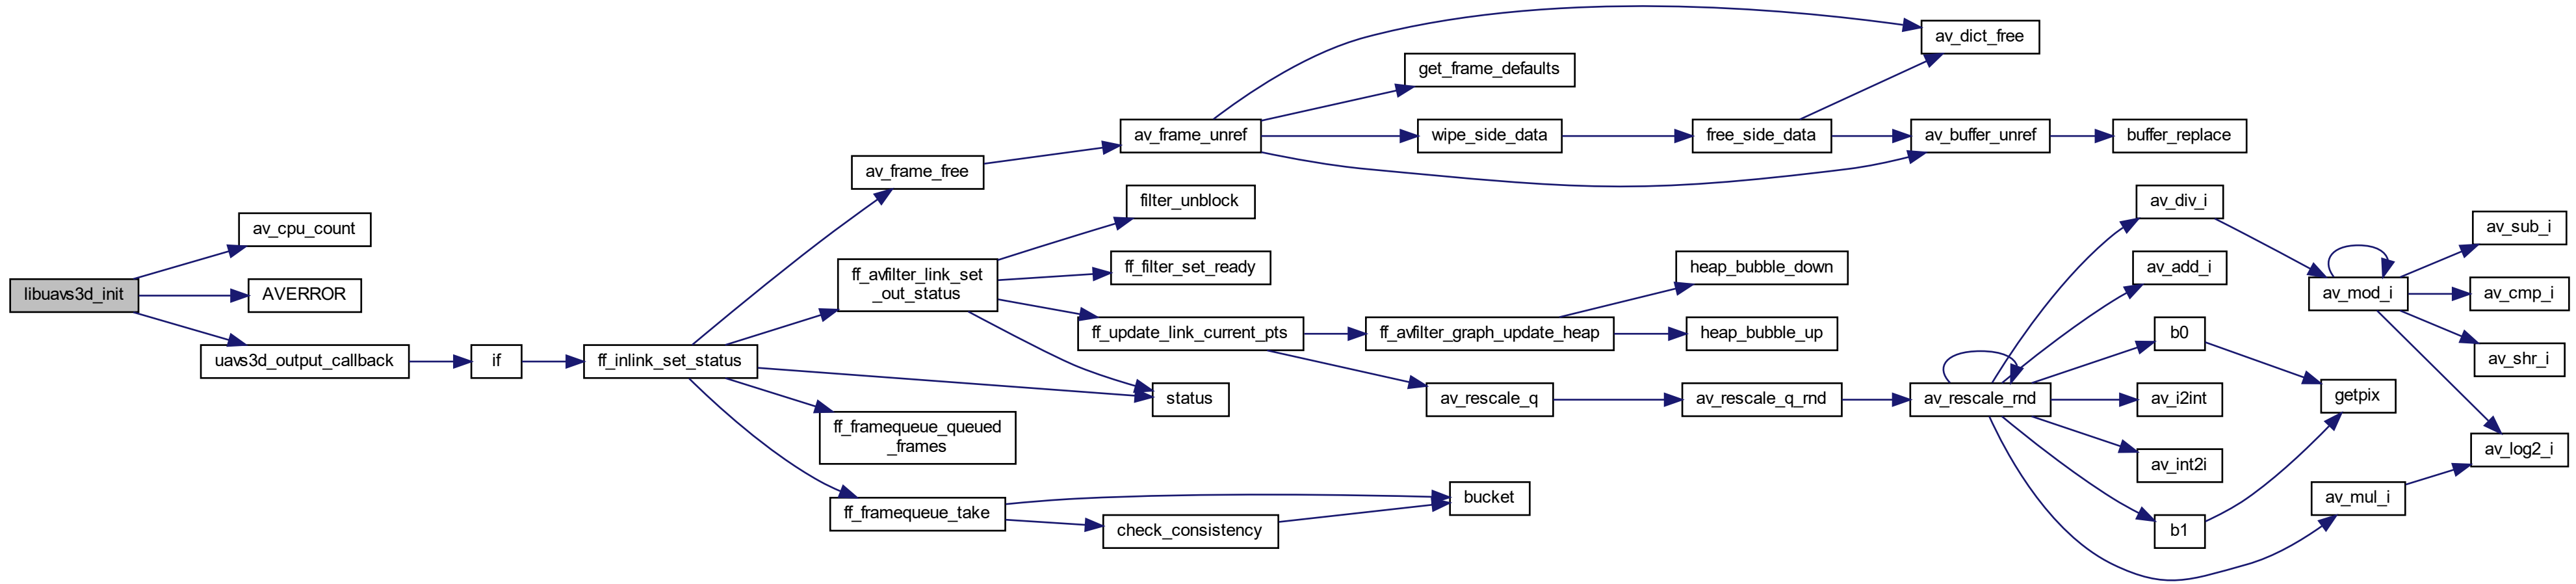 libuavs3d_init
av_cpu_count
AVERROR
uavs3d_output_callback
if
ff_inlink_set_status
av_frame_free
ff_avfilter_link_set
_out_status
ff_framequeue_queued
_frames
ff_framequeue_take
av_frame_unref
filter_unblock
ff_filter_set_ready
ff_update_link_current_pts
status
check_consistency
get_frame_defaults
wipe_side_data
ff_avfilter_graph_update_heap
av_rescale_q
bucket
free_side_data
heap_bubble_down
heap_bubble_up
av_rescale_q_rnd
av_dict_free
av_buffer_unref
av_rescale_rnd
buffer_replace
av_div_i
av_add_i
b0
av_i2int
av_int2i
b1
av_mod_i
getpix
av_mul_i
av_sub_i
av_cmp_i
av_shr_i
av_log2_i